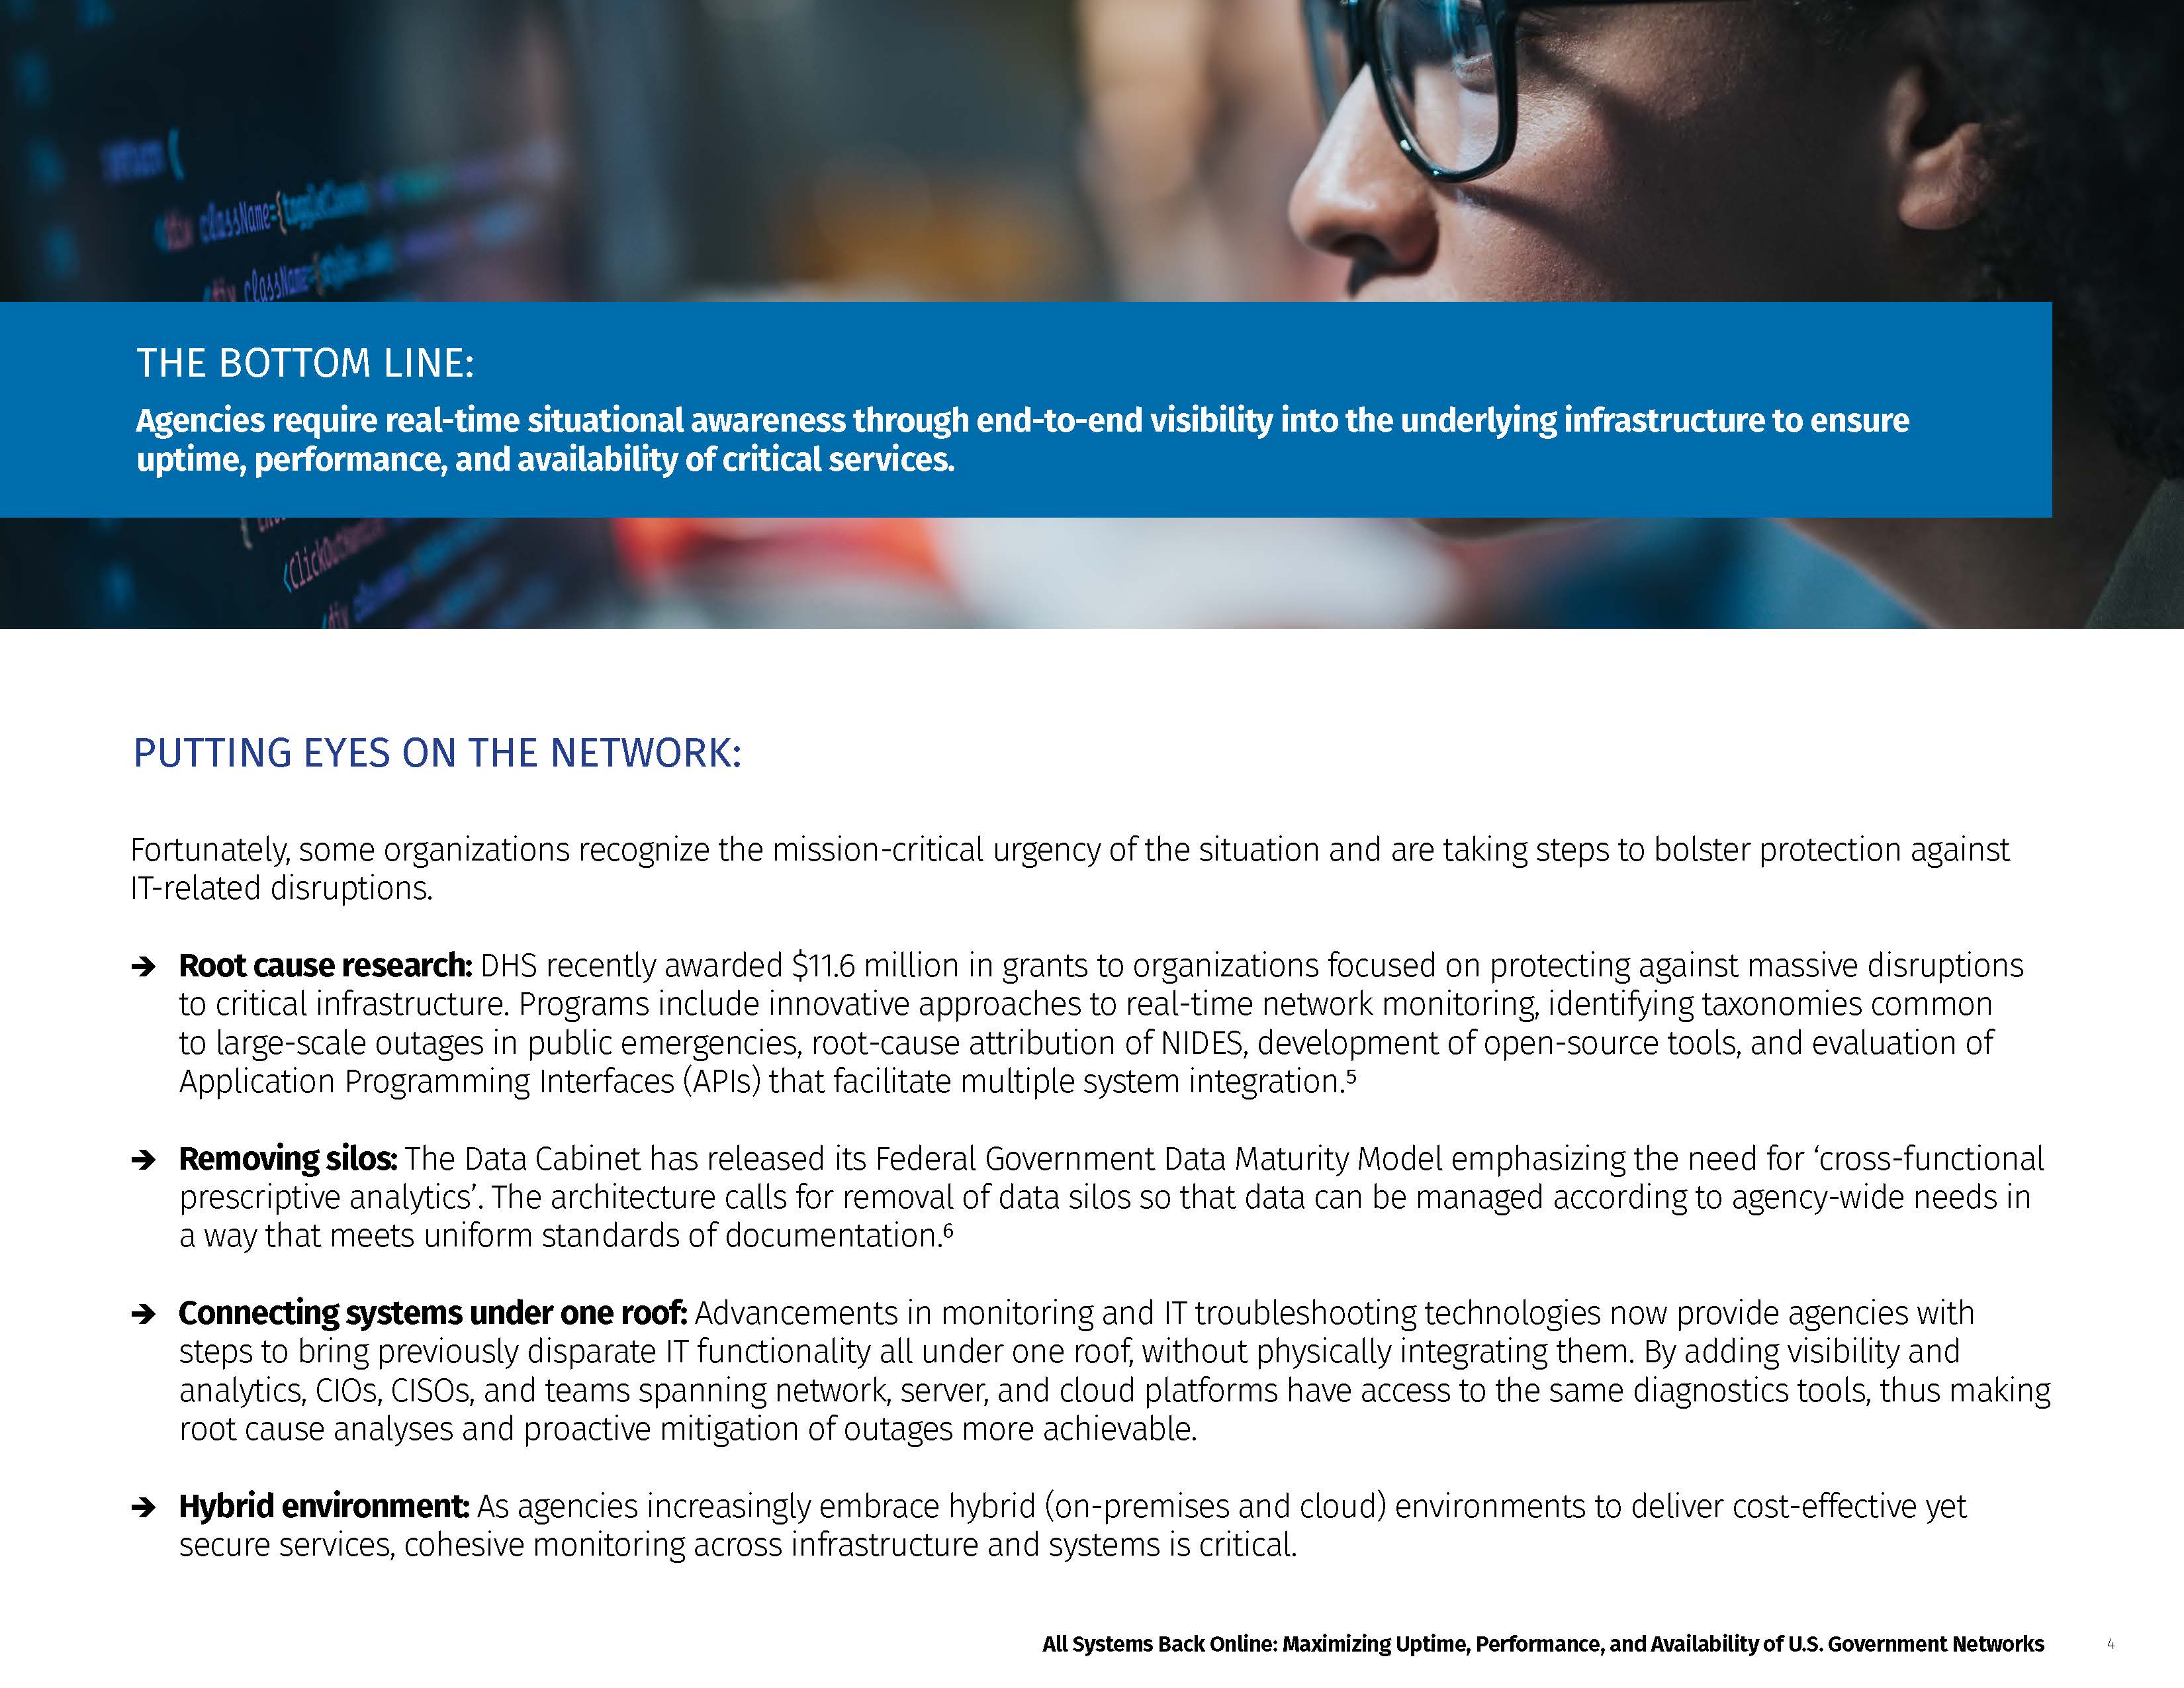 className={toggleClass
className={
THE BOTTOM LINE:
Agencies require real-time situational awareness through end-to-end visibility into the underlying infrastructure to ensure
uptime, performance, and availability of critical services.
PUTTING EYES ON THE NETWORK:
Fortunately, some organizations recognize the mission-critical urgency of the situation and are taking steps to bolster protection against
IT-related disruptions.
➔ Root cause research: DHS recently awarded $11.6 million in grants to organizations focused on protecting against massive disruptions
to critical infrastructure. Programs include innovative approaches to real-time network monitoring, identifying taxonomies common
to large-scale outages in public emergencies, root-cause attribution of NIDES, development of open-source tools, and evaluation of
Application Programming Interfaces (APIs) that facilitate multiple system integration.⁵
➔ Removing silos: The Data Cabinet has released its Federal Government Data Maturity Model emphasizing the need for ‘cross-functional
prescriptive analytics’. The architecture calls for removal of data silos so that data can be managed according to agency-wide needs in
a way that meets uniform standards of documentation.⁶
➔ Connecting systems under one roof: Advancements in monitoring and IT troubleshooting technologies now provide agencies with
steps to bring previously disparate IT functionality all under one roof, without physically integrating them. By adding visibility and
analytics, CIOs, CISOs, and teams spanning network, server, and cloud platforms have access to the same diagnostics tools, thus making
root cause analyses and proactive mitigation of outages more achievable.
➔ Hybrid environment: As agencies increasingly embrace hybrid (on-premises and cloud) environments to deliver cost-effective yet
secure services, cohesive monitoring across infrastructure and systems is critical.
All Systems Back Online: Maximizing Uptime, Performance, and Availability of U.S. Government Networks 4